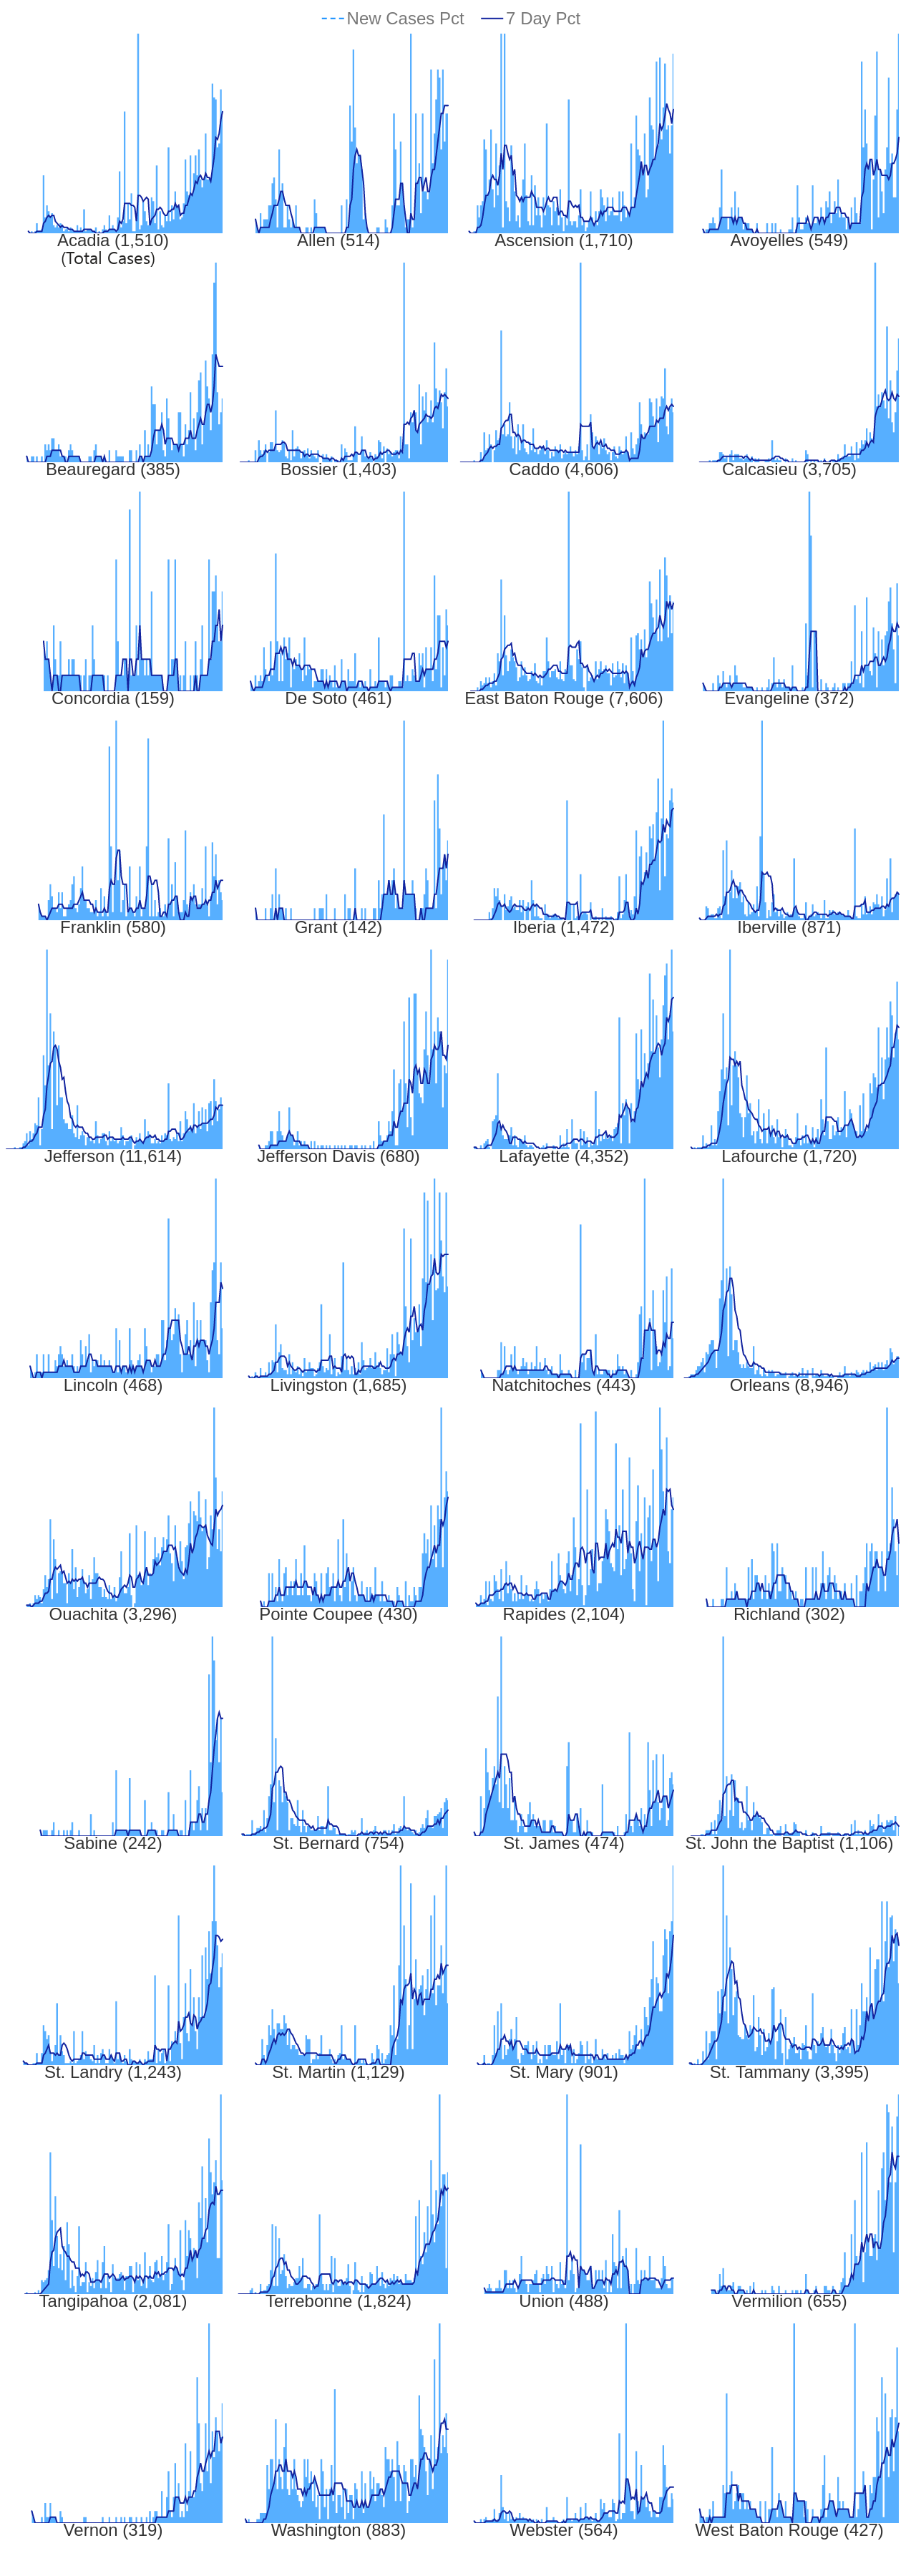 New Cases Pct 7 Day Pct
Acadia (1,510) Allen (514) Ascension (1,710) Avoyelles (549)
(Total Cases)
Beauregard (385) Bossier (1,403) Caddo (4,606) Calcasieu (3,705)
Concordia (159) De Soto (461) East Baton Rouge (7,606) Evangeline (372)
Franklin (580) Grant (142) Iberia (1,472) Iberville (871)
Jefferson (11,614) Jefferson Davis (680) Lafayette (4,352) Lafourche (1,720)
Lincoln (468) Livingston (1,685) Natchitoches (443) Orleans (8,946)
Ouachita (3,296) Pointe Coupee (430) Rapides (2,104) Richland (302)
Sabine (242) St. Bernard (754) St. James (474) St. John the Baptist (1,106)
St. Landry (1,243) St. Martin (1,129) St. Mary (901) St. Tammany (3,395)
Tangipahoa (2,081) Terrebonne (1,824) Union (488) Vermilion (655)
Vernon (319) Washington (883) Webster (564) West Baton Rouge (427)